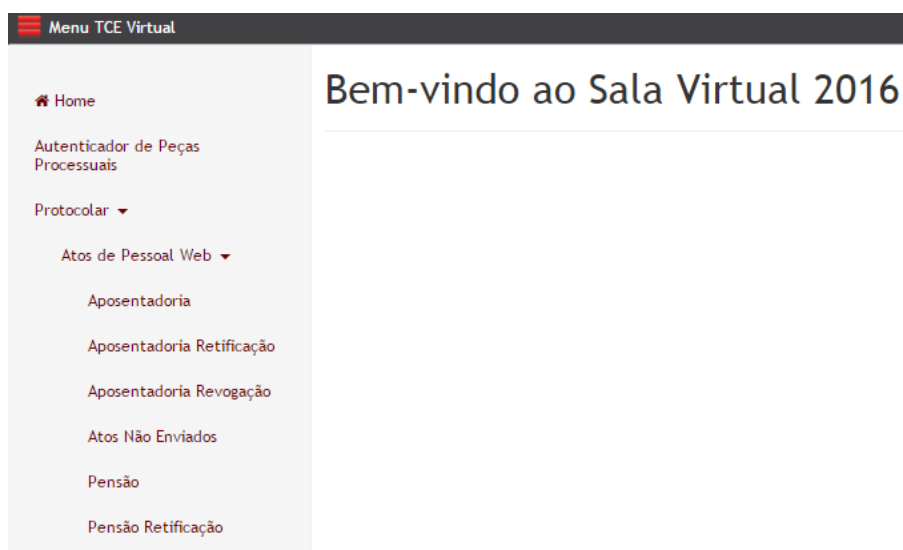 Menu TCE Virtual
Home
Bem-vindo ao Sala Virtual 2016
Autenticador de Peças
Processuais
Protocolar
Atos de Pessoal Web
Aposentadoria
Aposentadoria Retificação
Aposentadoria Revogação
Atos Não Enviados
Pensão
Pensão Retificação